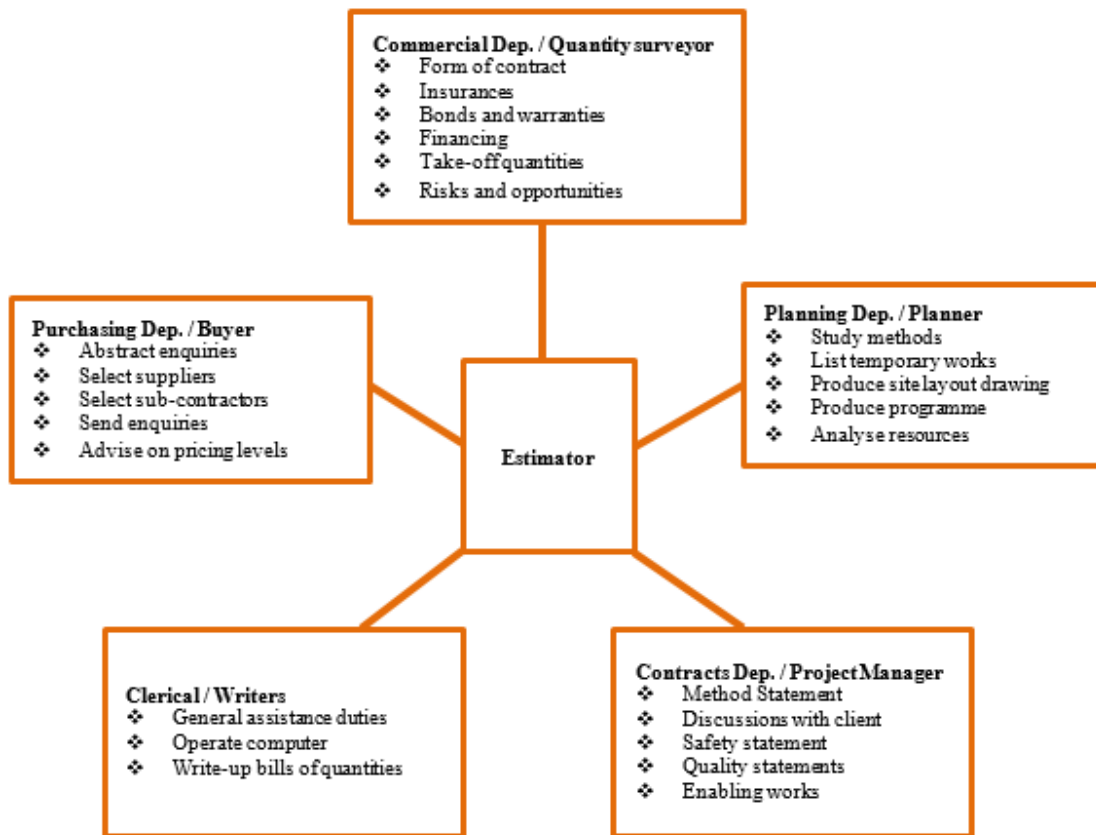 Commercial Dep. / Quantity surveyor
❖ Form of contract
❖ Insurances
❖ Bonds and warranties
❖ Financing
❖ Take-off quantities
❖ Risks and opportunities
Purchasing Dep. / Buyer
❖ Abstract enquiries
❖ Select suppliers
❖ Select sub-contractors
❖ Send enquiries
❖ Advise on pricing levels
Planning Dep. / Planner
❖ Study methods
❖ List temporary works
❖ Produce site layout drawing
❖ Produce programme
❖ Analyse resources
Estimator
Clerical / Writers
❖ General assistance duties
❖ Operate computer
❖ Write-up bills of quantities
Contracts Dep. / Project Manager
❖ Method Statement
❖ Discussions with client
❖ Safety statement
❖ Quality statements
❖ Enabling works